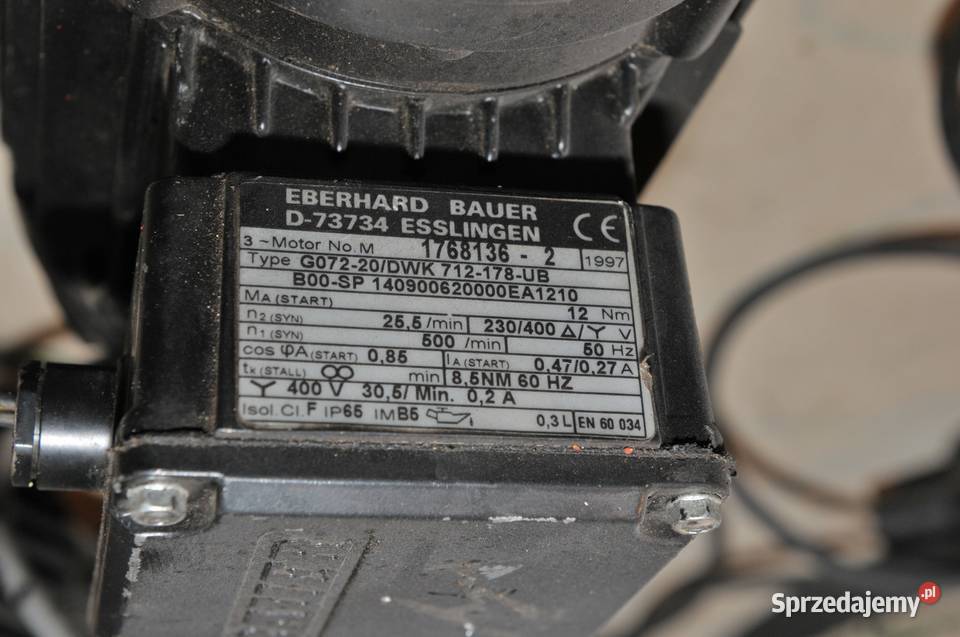 EBERHARD BAUER
D-73734 ESSLINGEN CE
3~Motor No. M 1768136 - 2 1997
Type G072-20/DWK 712-178-UB
B00-SP 140900620000EA1210
MA (START) 12 Nm
n2 (SYN) 25,5/min 230/400 Δ/Y V
n1 (SYN) 500 /min 50 Hz
cos φA (START) 0,85 IA (START) 0,47/0,27 A
tx (STALL) ∞ min 8,5NM 60 HZ
Y 400 V 30,5/ Min. 0,2 A
Isol.Cl. F IP65 IM B5 0,3 L EN 60 034
Sprzedajemy.pl